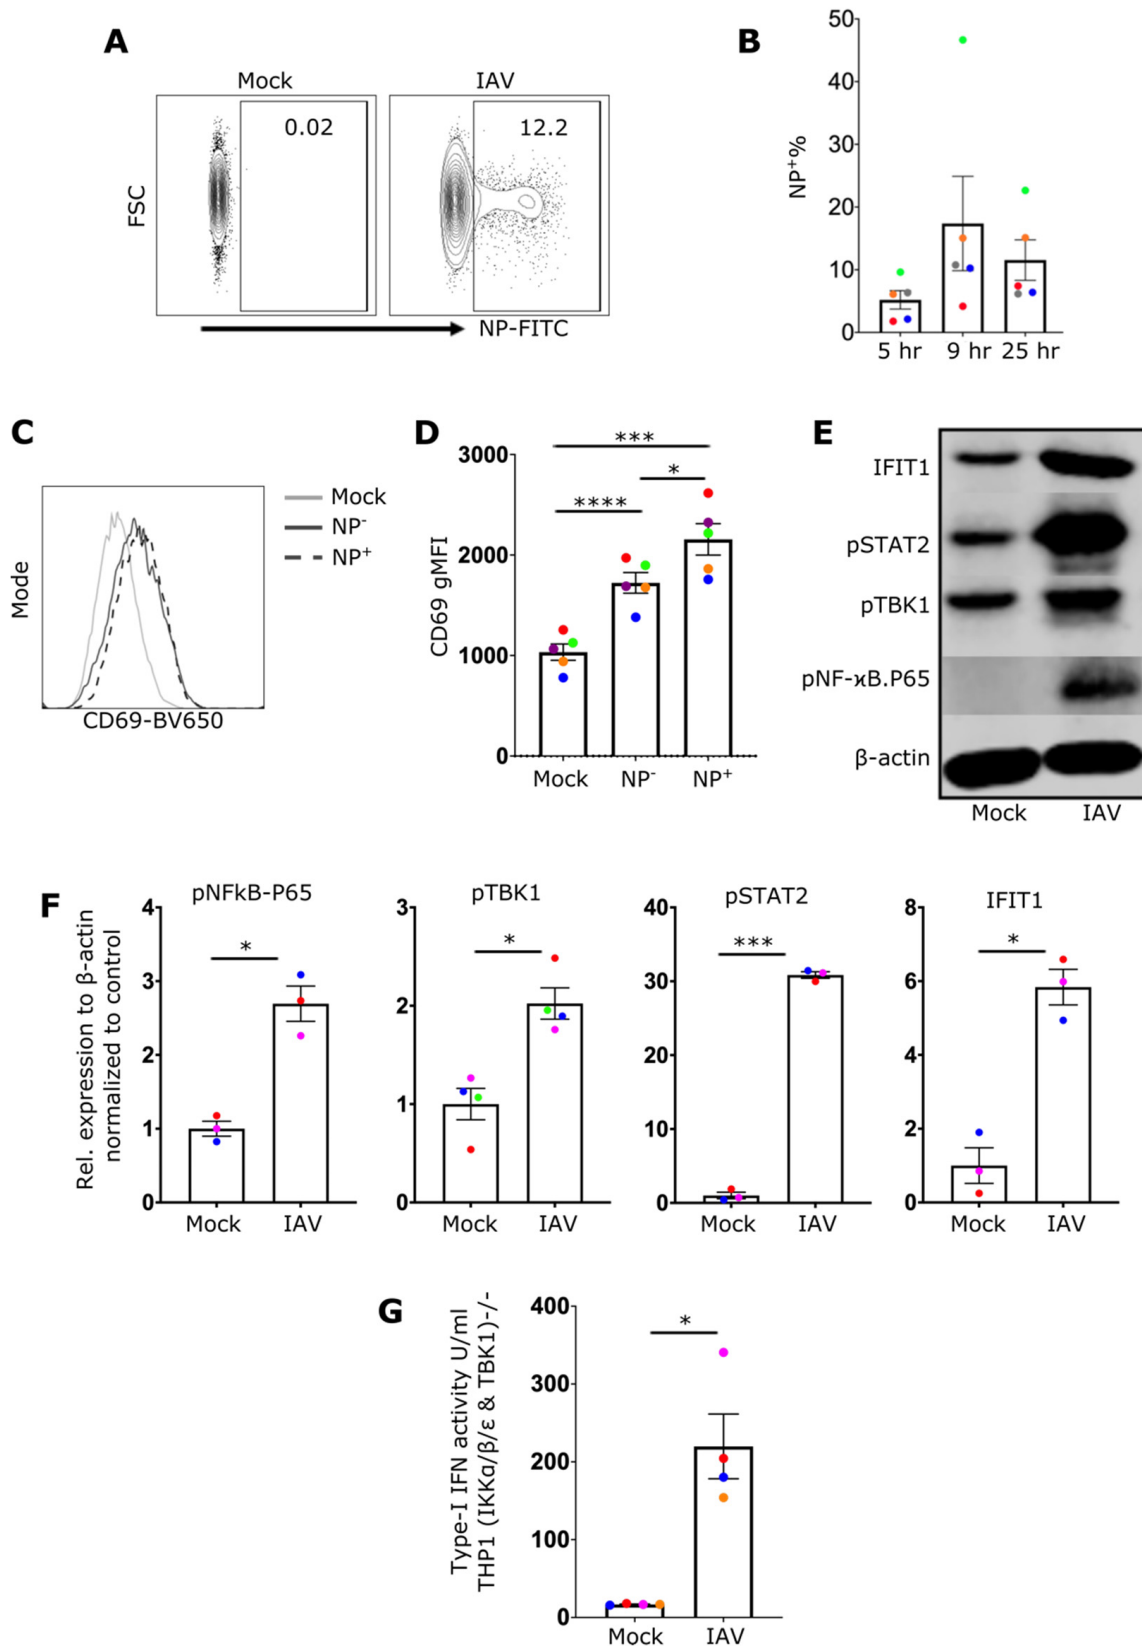 A
Mock
IAV
0.02
12.2
FSC
NP-FITC
B
NP⁺%
50
40
30
20
10
0
5 hr
9 hr
25 hr
C
Mode
Mock
NP⁻
NP⁺
CD69-BV650
D
CD69 gMFI
3000
2000
1000
0
***
*
****
Mock
NP⁻
NP⁺
E
IFIT1
pSTAT2
pTBK1
pNF-ϰB.P65
β-actin
Mock
IAV
F
Rel. expression to β-actin
normalized to control
pNFkB-P65
4
3
2
1
0
*
Mock
IAV
pTBK1
3
2
1
0
*
Mock
IAV
pSTAT2
40
30
20
10
0
***
Mock
IAV
IFIT1
8
6
4
2
0
*
Mock
IAV
G
Type-I IFN activity U/ml
THP1 (IKKα/β/ε & TBK1)-/-
400
300
200
100
0
*
Mock
IAV